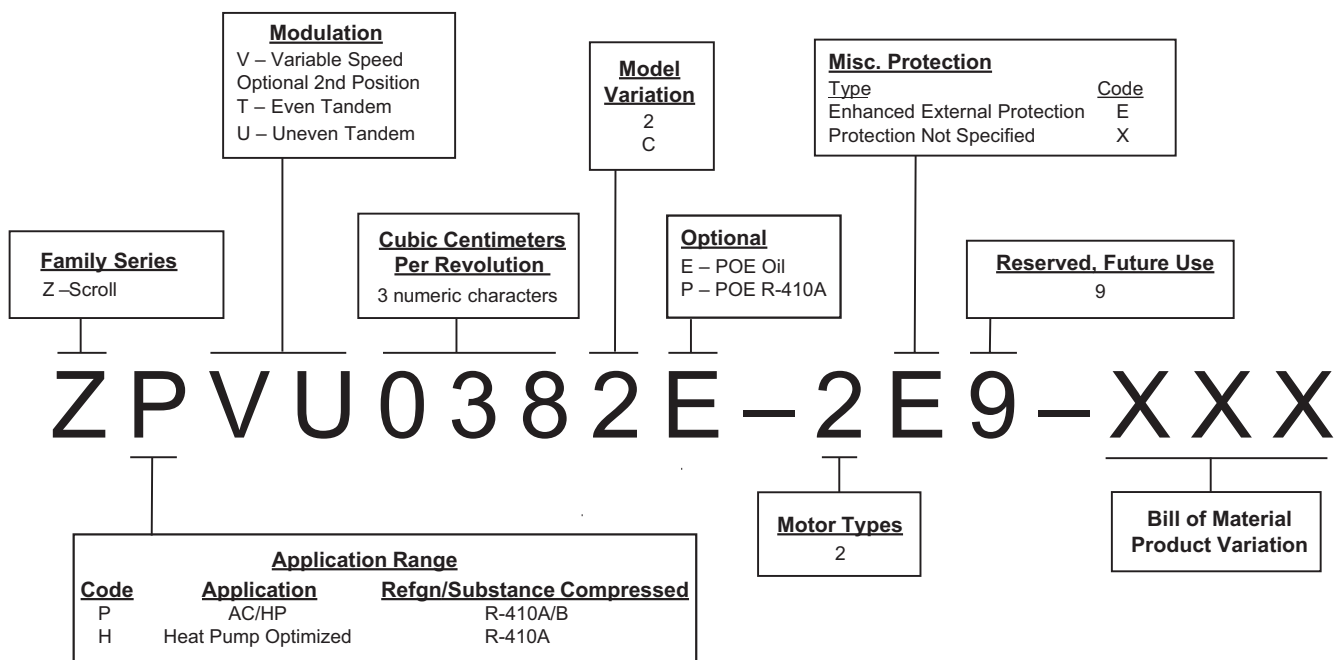 Modulation
V – Variable Speed
Optional 2nd Position
T – Even Tandem
U – Uneven Tandem
Model
Variation
2
C
Misc. Protection
Type Code
Enhanced External Protection E
Protection Not Specified X
Family Series
Z –Scroll
Cubic Centimeters
Per Revolution
3 numeric characters
Optional
E – POE Oil
P – POE R-410A
Reserved, Future Use
9
Z P V U 0 3 8 2 E – 2 E 9 – X X X
Application Range
Code Application Refgn/Substance Compressed
P AC/HP R-410A/B
H Heat Pump Optimized R-410A
Motor Types
2
Bill of Material
Product Variation